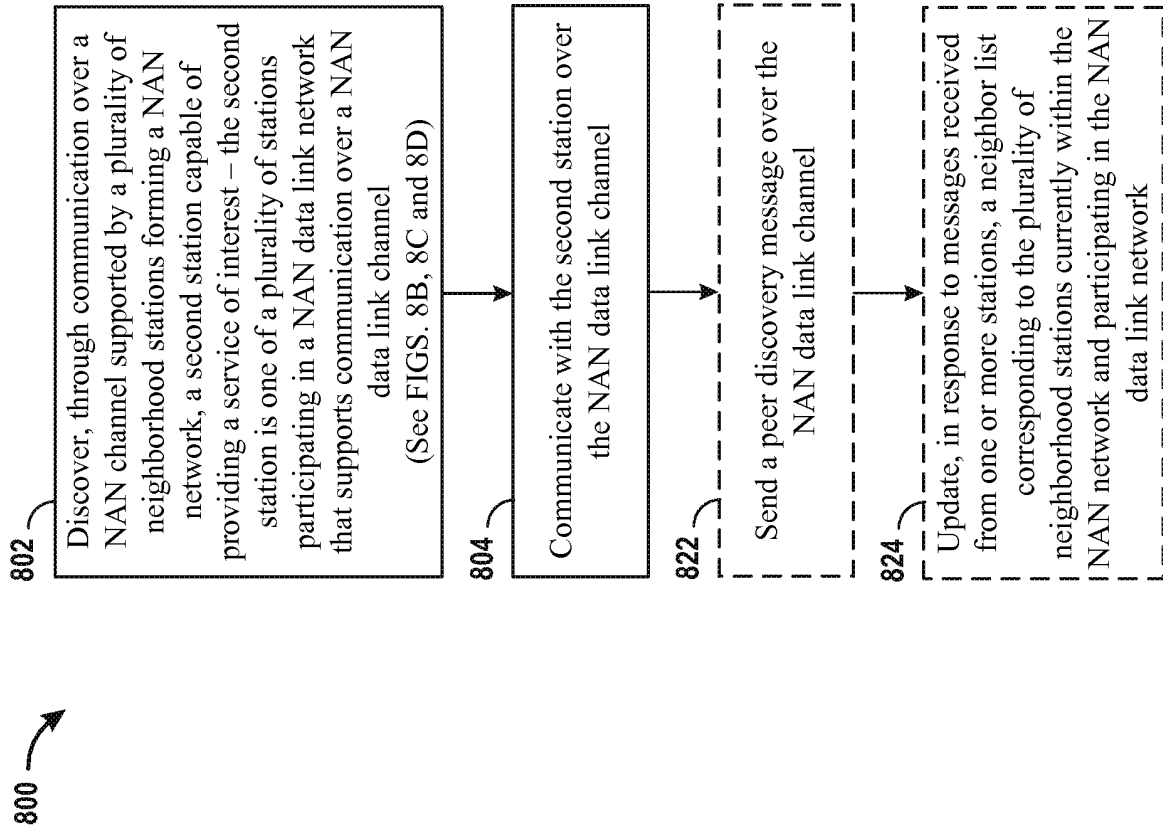 800
802
Discover, through communication over a
NAN channel supported by a plurality of
neighborhood stations forming a NAN
network, a second station capable of
providing a service of interest – the second
station is one of a plurality of stations
participating in a NAN data link network
that supports communication over a NAN
data link channel
(See FIGS. 8B, 8C and 8D)
804
Communicate with the second station over
the NAN data link channel
822
Send a peer discovery message over the
NAN data link channel
824
Update, in response to messages received
from one or more stations, a neighbor list
corresponding to the plurality of
neighborhood stations currently within the
NAN network and participating in the NAN
data link network